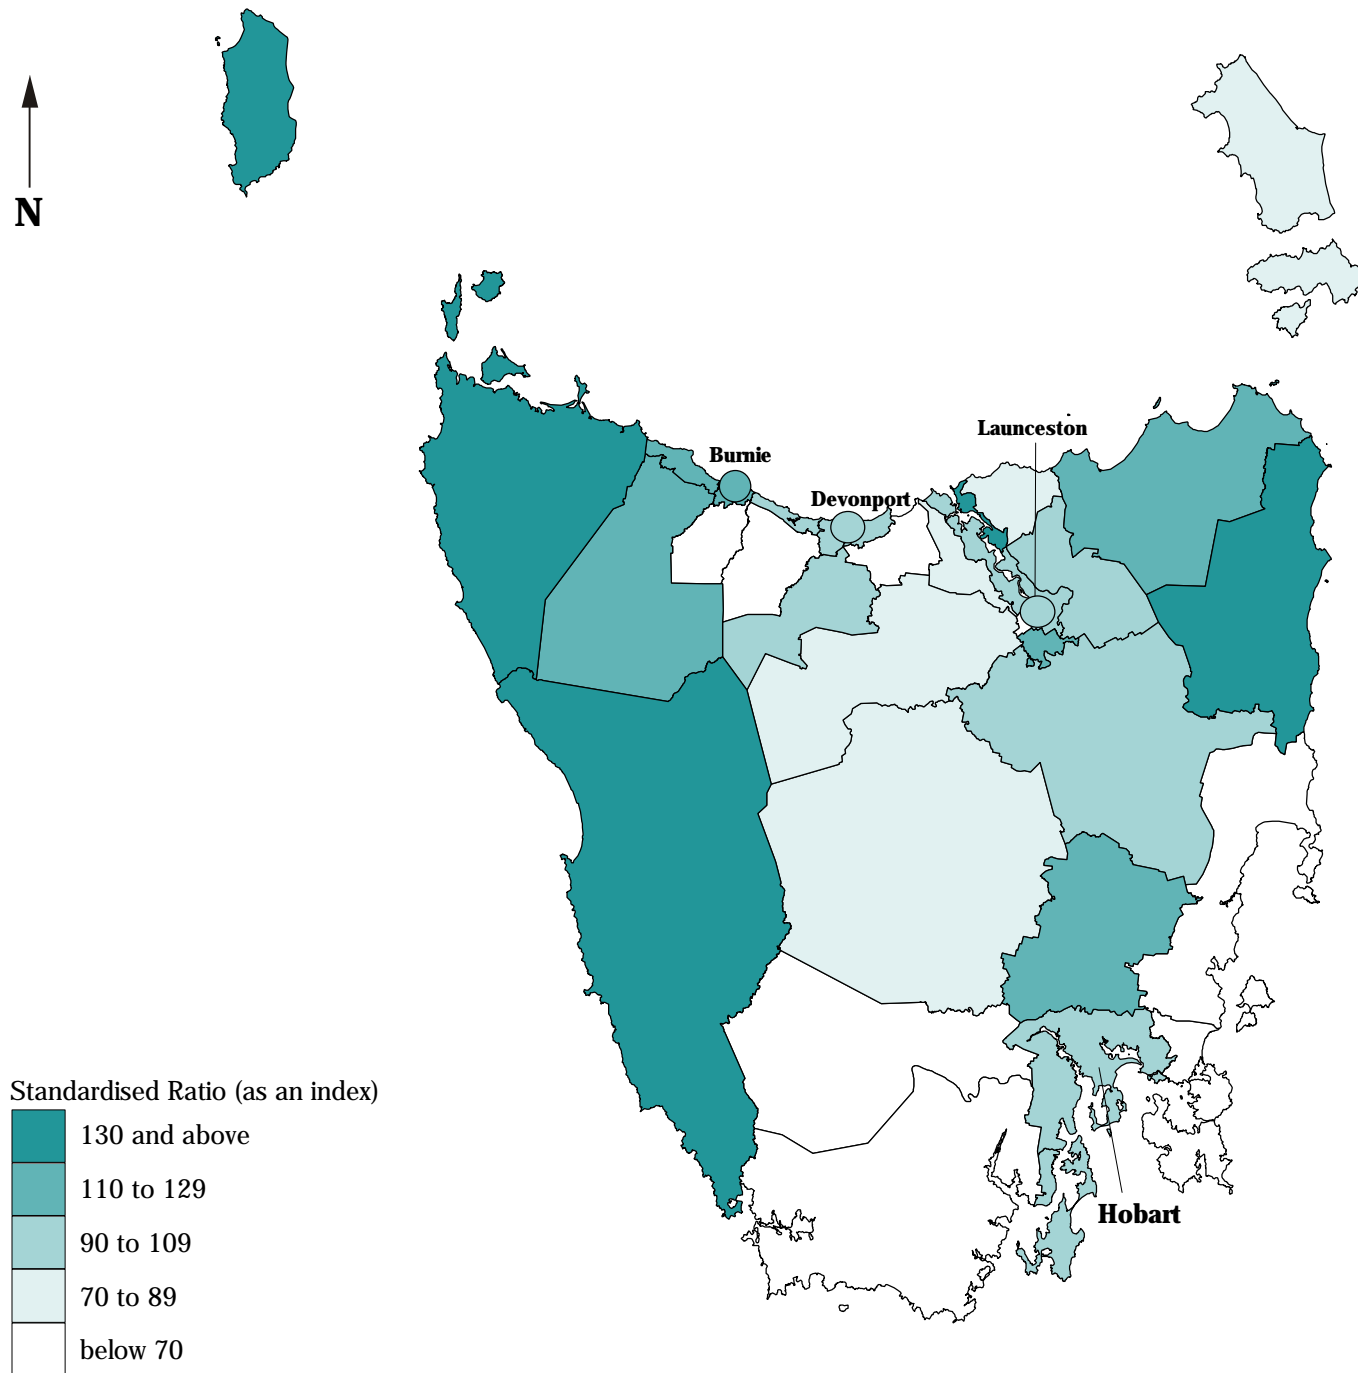 N
Launceston
Burnie
Devonport
Hobart
Standardised Ratio (as an index)
130 and above
110 to 129
90 to 109
70 to 89
below 70